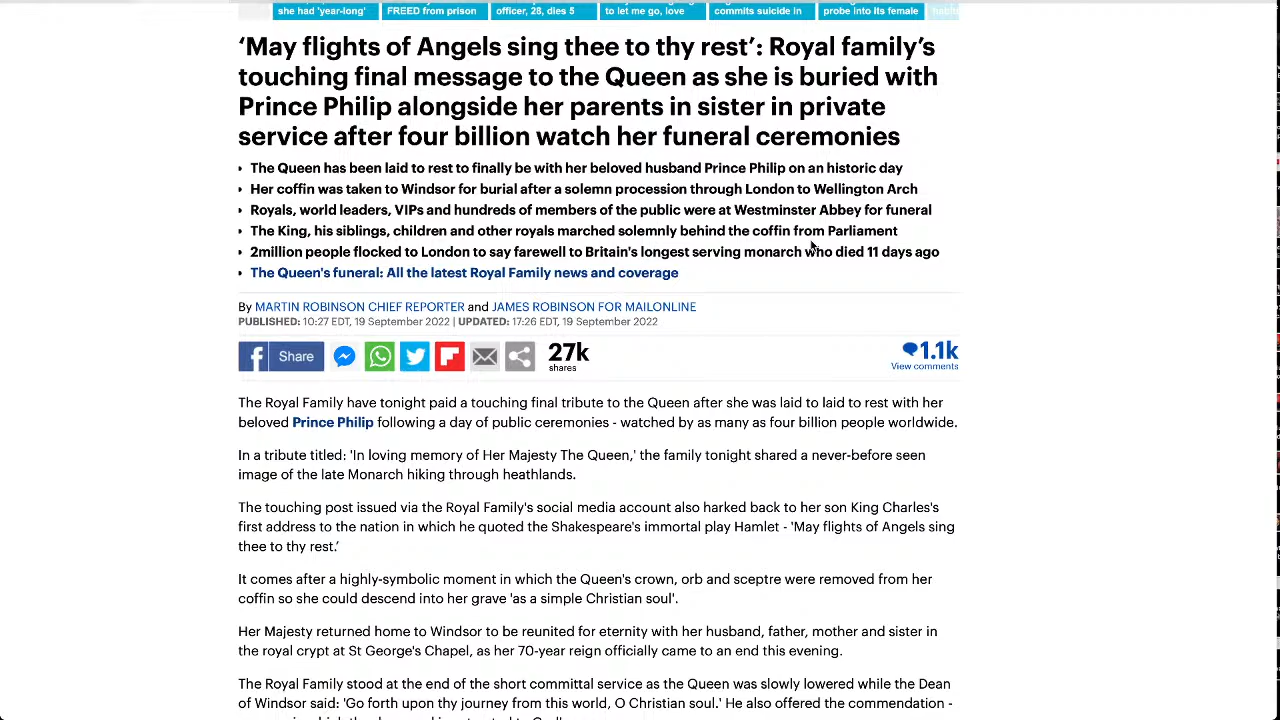 she had 'year-long' FREED from prison officer, 28, dies 5 to let me go, love commits suicide in probe into its female
‘May flights of Angels sing thee to thy rest’: Royal family’s
touching final message to the Queen as she is buried with
Prince Philip alongside her parents in sister in private
service after four billion watch her funeral ceremonies
The Queen has been laid to rest to finally be with her beloved husband Prince Philip on an historic day
Her coffin was taken to Windsor for burial after a solemn procession through London to Wellington Arch
Royals, world leaders, VIPs and hundreds of members of the public were at Westminster Abbey for funeral
The King, his siblings, children and other royals marched solemnly behind the coffin from Parliament
2million people flocked to London to say farewell to Britain's longest serving monarch who died 11 days ago
The Queen's funeral: All the latest Royal Family news and coverage
By MARTIN ROBINSON CHIEF REPORTER and JAMES ROBINSON FOR MAILONLINE
PUBLISHED: 10:27 EDT, 19 September 2022 | UPDATED: 17:26 EDT, 19 September 2022
Share 27k 1.1k
shares View comments
The Royal Family have tonight paid a touching final tribute to the Queen after she was laid to laid to rest with her
beloved Prince Philip following a day of public ceremonies - watched by as many as four billion people worldwide.
In a tribute titled: 'In loving memory of Her Majesty The Queen,' the family tonight shared a never-before seen
image of the late Monarch hiking through heathlands.
The touching post issued via the Royal Family's social media account also harked back to her son King Charles's
first address to the nation in which he quoted the Shakespeare's immortal play Hamlet - 'May flights of Angels sing
thee to thy rest.’
It comes after a highly-symbolic moment in which the Queen's crown, orb and sceptre were removed from her
coffin so she could descend into her grave 'as a simple Christian soul'.
Her Majesty returned home to Windsor to be reunited for eternity with her husband, father, mother and sister in
the royal crypt at St George's Chapel, as her 70-year reign officially came to an end this evening.
The Royal Family stood at the end of the short committal service as the Queen was slowly lowered while the Dean
of Windsor said: 'Go forth upon thy journey from this world, O Christian soul.' He also offered the commendation -